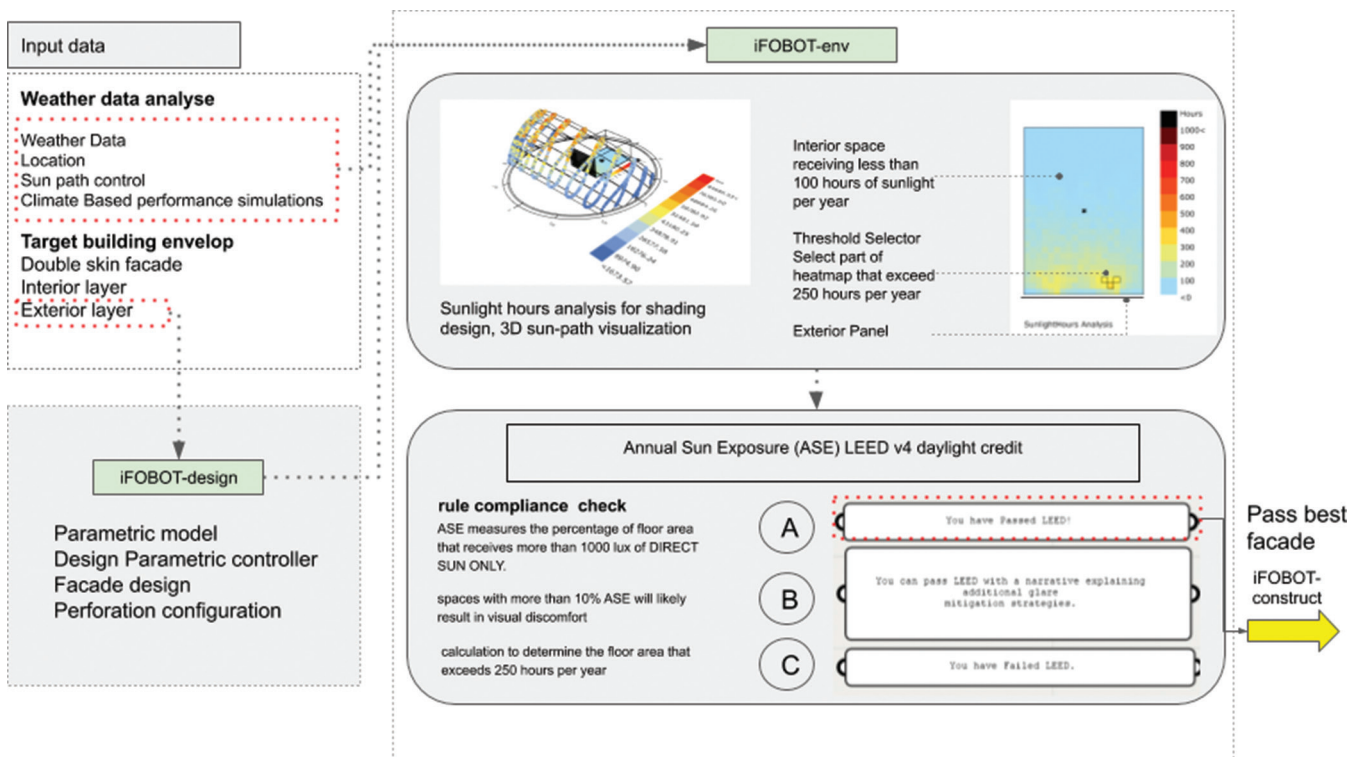 Input data
Weather data analyse
Weather Data
Location
Sun path control
Climate Based performance simulations
Target building envelop
Double skin facade
Interior layer
Exterior layer
iFOBOT-design
Parametric model
Design Parametric controller
Facade design
Perforation configuration
iFOBOT-env
Sunlight hours analysis for shading
design, 3D sun-path visualization
Interior space
receiving less than
100 hours of sunlight
per year
Threshold Selector
Select part of
heatmap that exceed
250 hours per year
Exterior Panel
Hours
1000<
900
800
700
600
500
400
300
200
100
<0
SunlightHours Analysis
Annual Sun Exposure (ASE) LEED v4 daylight credit
rule compliance check
ASE measures the percentage of floor area
that receives more than 1000 lux of DIRECT
SUN ONLY.
spaces with more than 10% ASE will likely
result in visual discomfort
calculation to determine the floor area that
exceeds 250 hours per year
A
You have Passed LEED!
B
You can pass LEED with a narrative explaining
additional glare
mitigation strategies.
C
You have Failed LEED.
Pass best
facade
iFOBOT-
construct